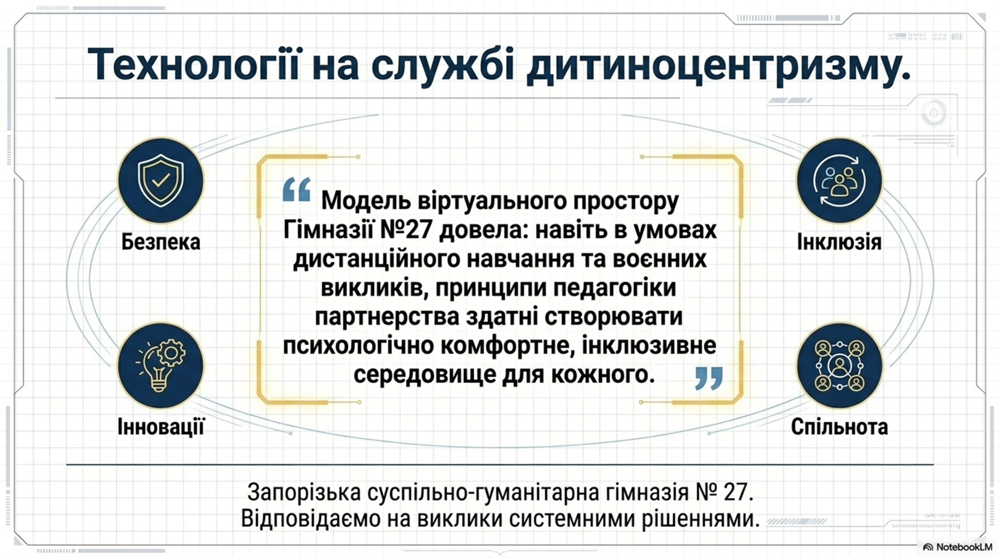 Технології на службі дитиноцентризму.
Безпека
Інклюзія
“ Модель віртуального простору
Гімназії №27 довела: навіть в умовах
дистанційного навчання та воєнних
викликів, принципи педагогіки
партнерства здатні створювати
психологічно комфортне, інклюзивне
середовище для кожного. ”
Інновації
Спільнота
Запорізька суспільно-гуманітарна гімназія № 27.
Відповідаємо на виклики системними рішеннями.
NotebookLM